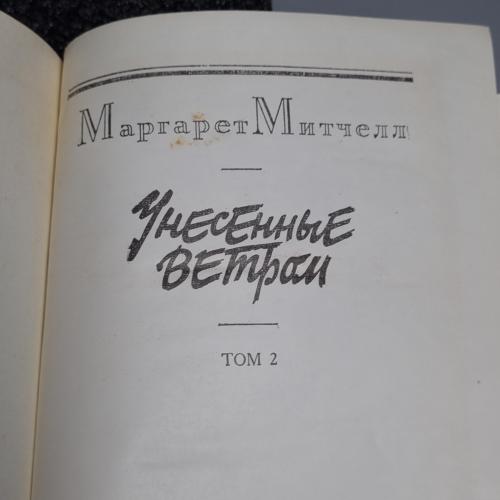 Маргарет Митчелл
Унесенные
ветром
ТОМ 2